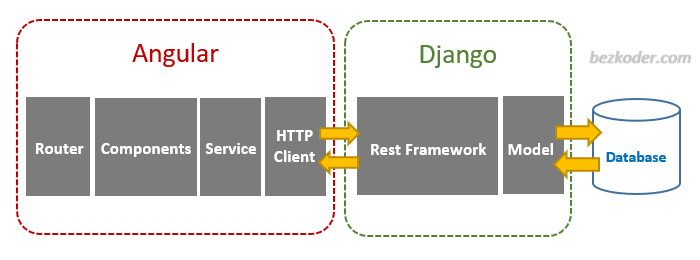 Angular
Django
bezkoder.com
Router
Components
Service
HTTP
Client
Rest Framework
Model
Database